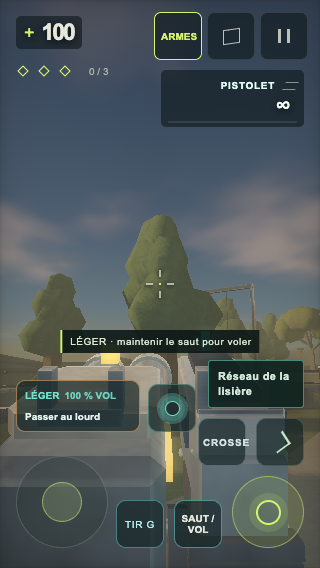 + 100
ARMES
0 / 3
PISTOLET
∞
LÉGER · maintenir le saut pour voler
LÉGER 100 % VOL
Passer au lourd
Réseau de la
lisière
CROSSE
TIR G
SAUT /
VOL